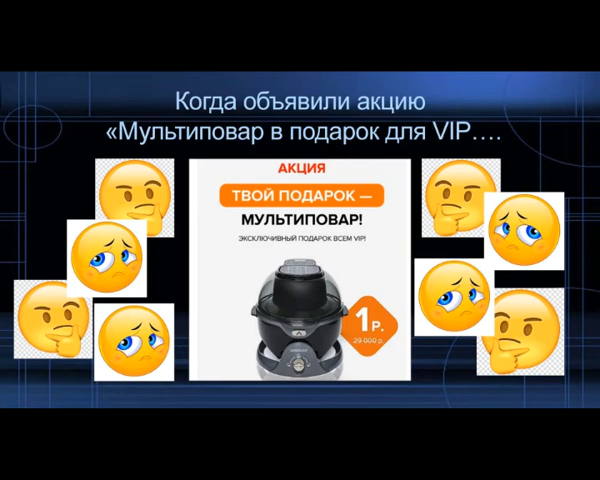 Когда объявили акцию
«Мультиповар в подарок для VIP….
АКЦИЯ
ТВОЙ ПОДАРОК —
МУЛЬТИПОВАР!
ЭКСКЛЮЗИВНЫЙ ПОДАРОК ВСЕМ VIP!
1 Р.
29 000 р.